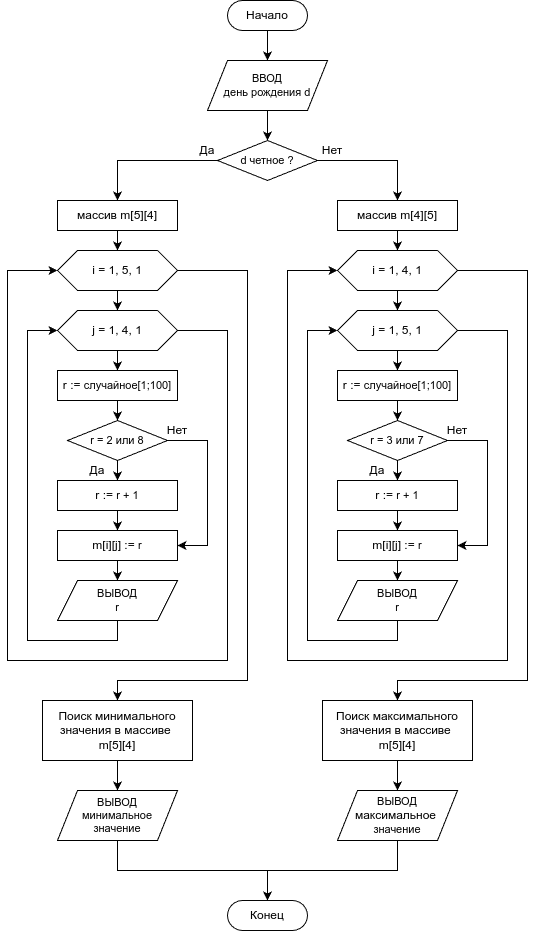 Начало
ВВОД
день рождения d
d четное ?
Да
Нет
массив m[5][4]
i = 1, 5, 1
j = 1, 4, 1
r := случайное[1;100]
r = 2 или 8
Нет
Да
r := r + 1
m[i][j] := r
ВЫВОД
r
Поиск минимального
значения в массиве
m[5][4]
ВЫВОД
минимальное
значение
массив m[4][5]
i = 1, 4, 1
j = 1, 5, 1
r := случайное[1;100]
r = 3 или 7
Нет
Да
r := r + 1
m[i][j] := r
ВЫВОД
r
Поиск максимального
значения в массиве
m[5][4]
ВЫВОД
максимальное
значение
Конец